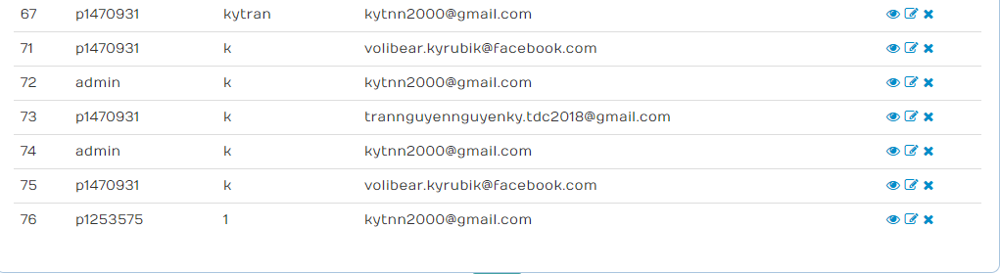 67 p1470931 kytran kytnn2000@gmail.com
71 p1470931 k volibear.kyrubik@facebook.com
72 admin k kytnn2000@gmail.com
73 p1470931 k trannguyennguyenky.tdc2018@gmail.com
74 admin k kytnn2000@gmail.com
75 p1470931 k volibear.kyrubik@facebook.com
76 p1253575 1 kytnn2000@gmail.com